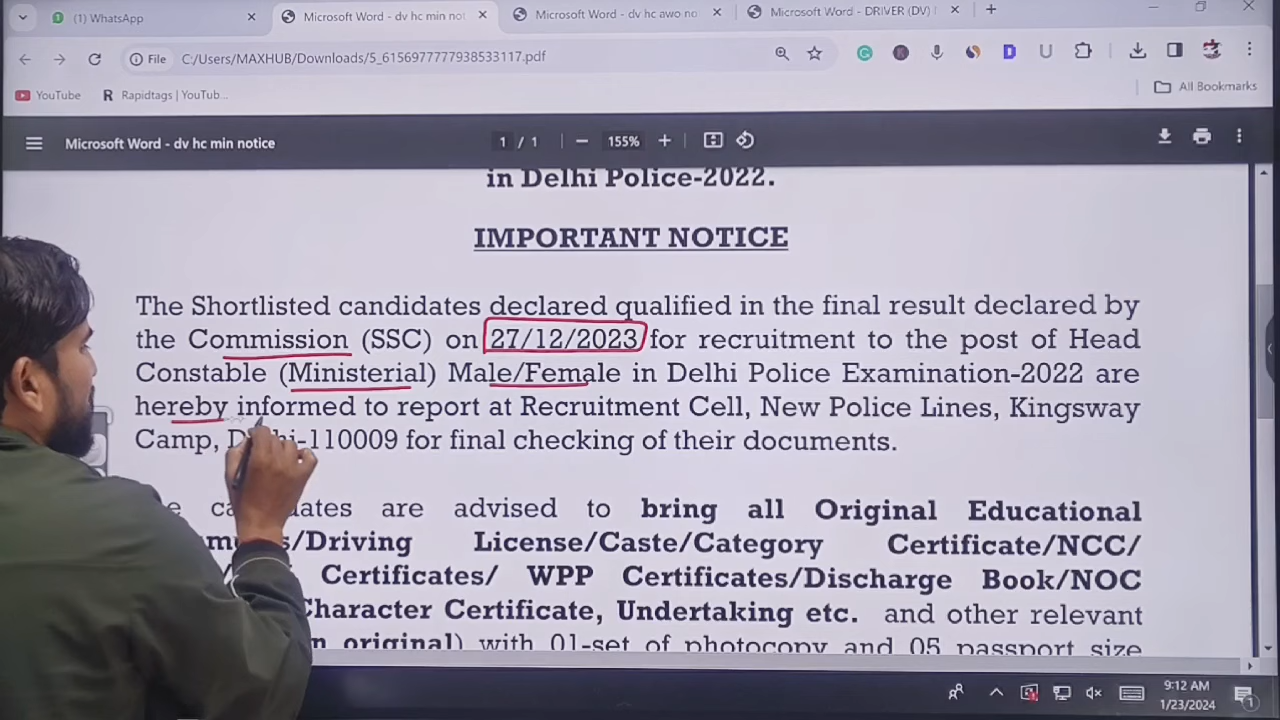 (1) WhatsApp
Microsoft Word - dv hc min not
Microsoft Word - dv hc awo no
Microsoft Word - DRIVER (DV)
File
C:/Users/MAXHUB/Downloads/5_6156977777938533117.pdf
YouTube
Rapidtags | YouTub...
All Bookmarks
Microsoft Word - dv hc min notice
1 / 1
155%
in Delhi Police-2022.
IMPORTANT NOTICE
The Shortlisted candidates declared qualified in the final result declared by
the Commission (SSC) on 27/12/2023 for recruitment to the post of Head
Constable (Ministerial) Male/Female in Delhi Police Examination-2022 are
hereby informed to report at Recruitment Cell, New Police Lines, Kingsway
Camp, Delhi-110009 for final checking of their documents.
are advised to bring all Original Educational
/Driving License/Caste/Category Certificate/NCC/
Certificates/ WPP Certificates/Discharge Book/NOC
Character Certificate, Undertaking etc. and other relevant
original) with 01-set of photocopy and 05 passport size
9:12 AM
1/23/2024